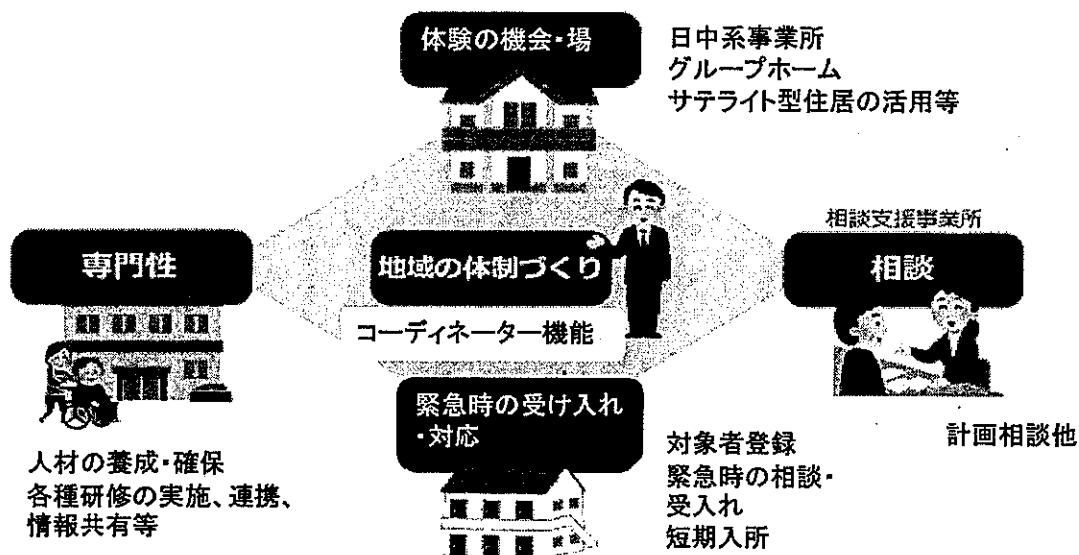 体験の機会・場
日中系事業所
グループホーム
サテライト型住居の活用等
相談支援事業所
専門性
地域の体制づくり
相談
コーディネーター機能
緊急時の受け入れ
・対応
計画相談他
人材の養成・確保
各種研修の実施、連携、
情報共有等
対象者登録
緊急時の相談・
受入れ
短期入所